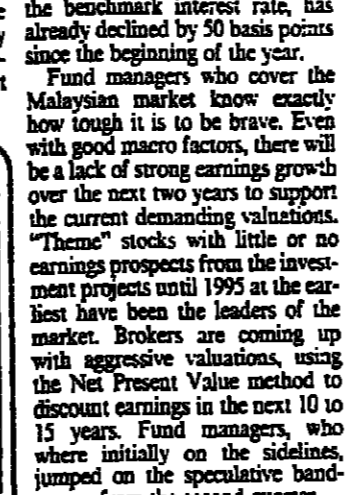 the benchmark interest rate, has
already declined by 50 basis points
since the beginning of the year.
Fund managers who cover the
Malaysian market know exactly
how tough it is to be brave. Even
with good macro factors, there will
be a lack of strong earnings growth
over the next two years to support
the current demanding valuations.
"Theme" stocks with little or no
earnings prospects from the invest-
ment projects until 1995 at the ear-
liest have been the leaders of the
market. Brokers are coming up
with aggressive valuations, using
the Net Present Value method to
discount earnings in the next 10 to
15 years. Fund managers, who
where initially on the sidelines,
jumped on the speculative band-
from the second quarter